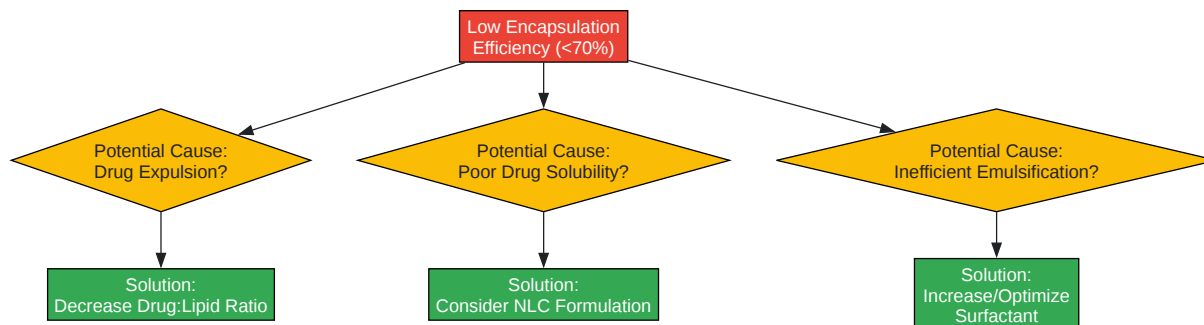 Low Encapsulation
Efficiency (<70%)
Potential Cause:
Drug Expulsion?
Potential Cause:
Poor Drug Solubility?
Potential Cause:
Inefficient Emulsification?
Solution:
Decrease Drug:Lipid Ratio
Solution:
Consider NLC Formulation
Solution:
Increase/Optimize
Surfactant